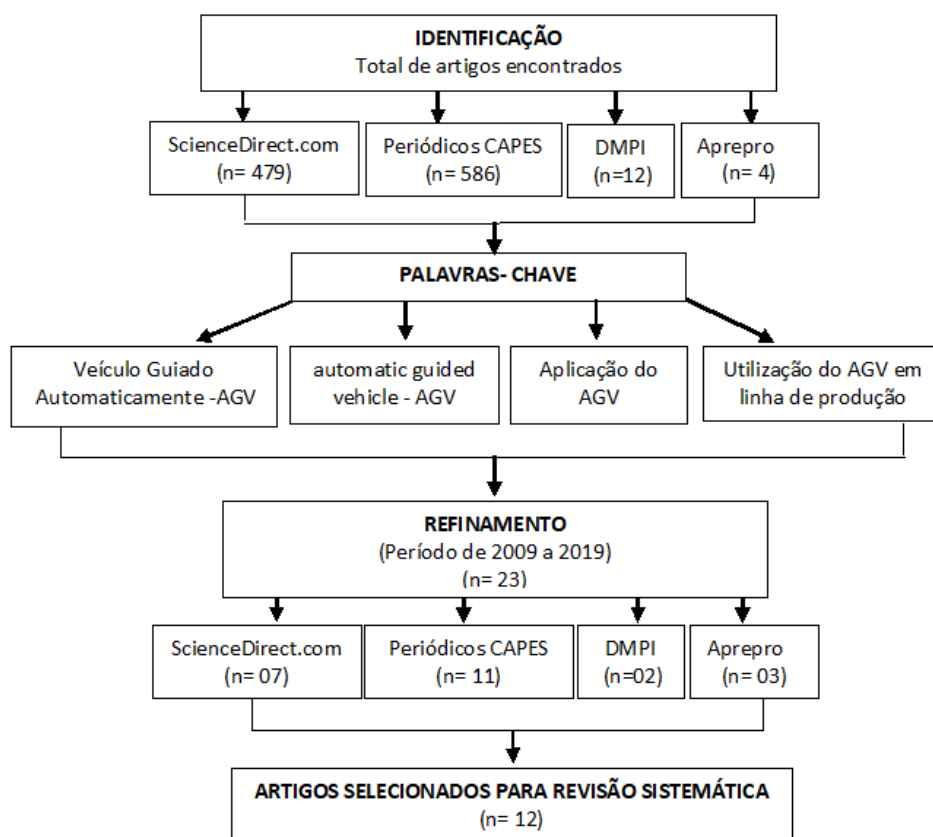 IDENTIFICAÇÃO
Total de artigos encontrados
ScienceDirect.com
(n= 479)
Periódicos CAPES
(n= 586)
DMPI
(n=12)
Aprepro
(n= 4)
PALAVRAS- CHAVE
Veículo Guiado
Automaticamente -AGV
automatic guided
vehicle - AGV
Aplicação do
AGV
Utilização do AGV em
linha de produção
REFINAMENTO
(Período de 2009 a 2019)
(n= 23)
ScienceDirect.com
(n= 07)
Periódicos CAPES
(n= 11)
DMPI
(n=02)
Aprepro
(n= 03)
ARTIGOS SELECIONADOS PARA REVISÃO SISTEMÁTICA
(n= 12)